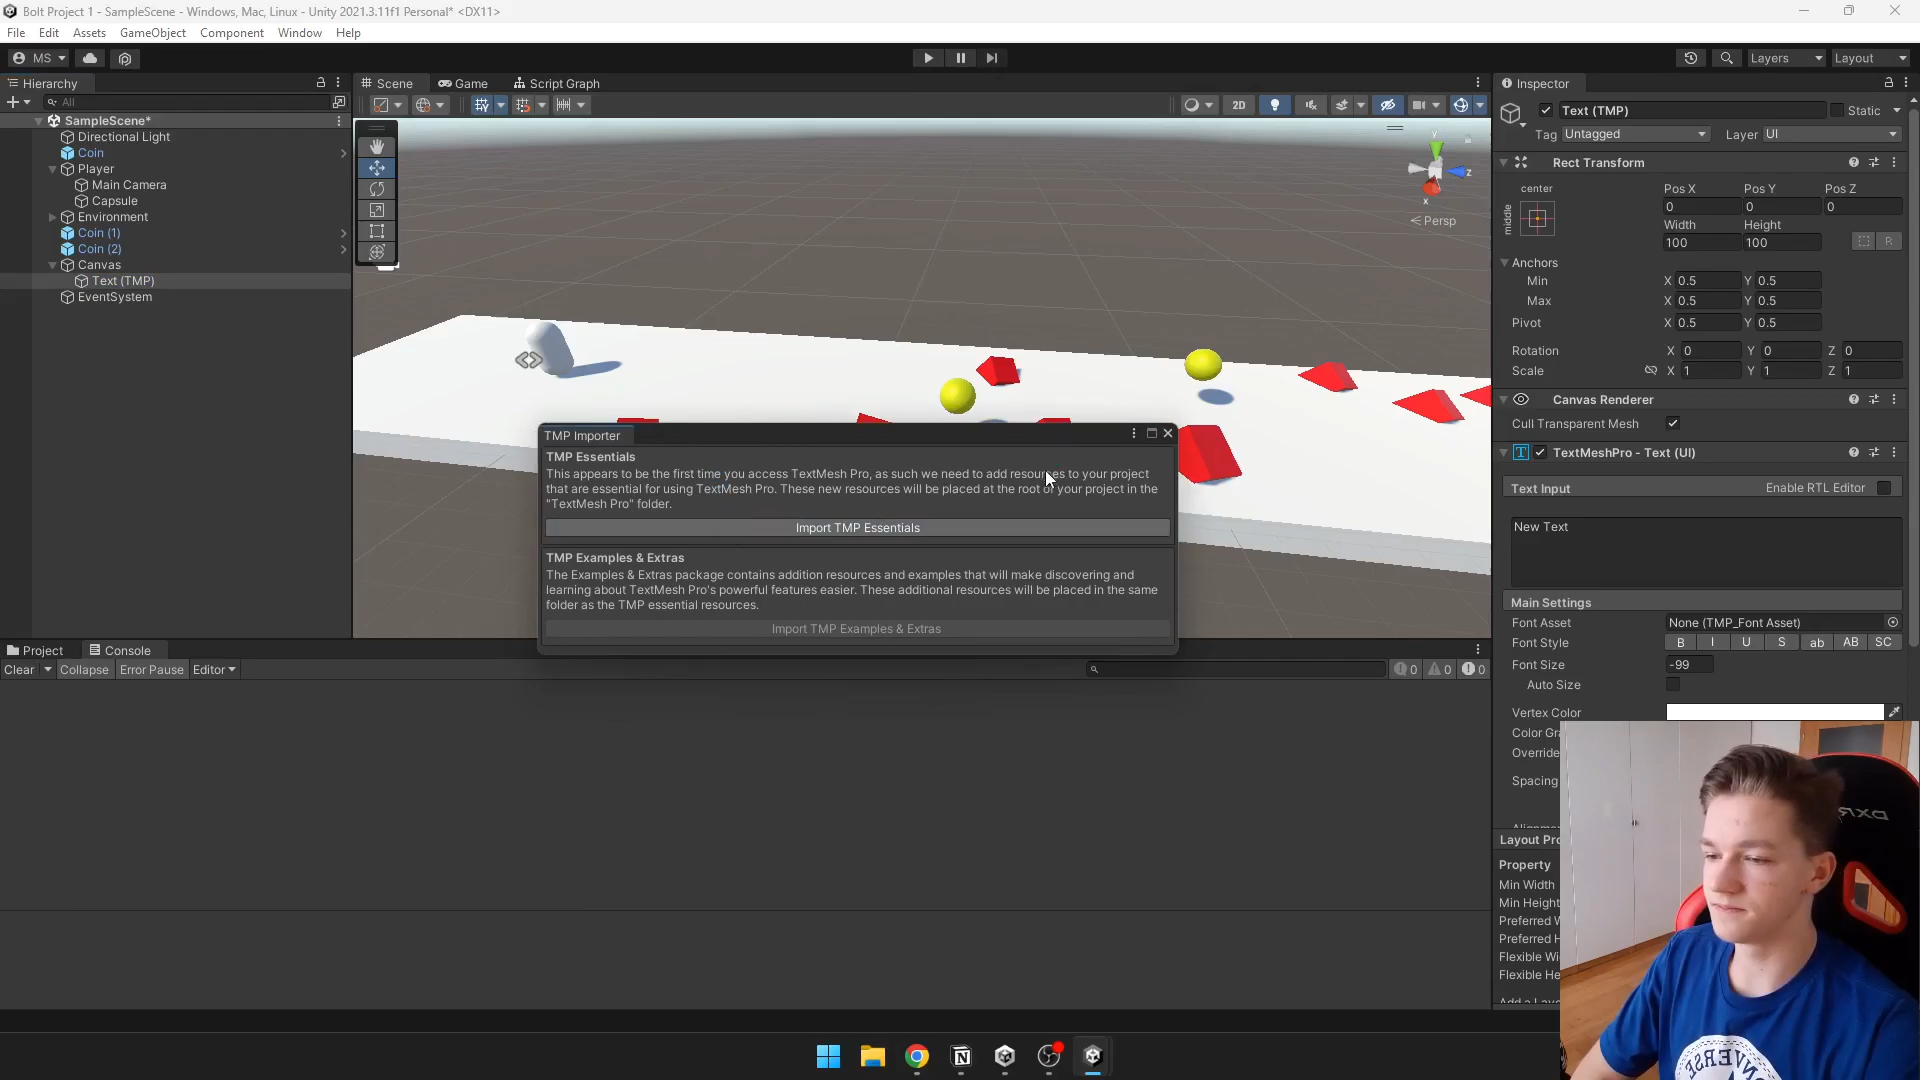 Bolt Project 1 - SampleScene - Windows, Mac, Linux - Unity 2021.3.11f1 Personal* <DX11>
File Edit Assets GameObject Component Window Help
MS
Layers
Layout
Hierarchy
All
SampleScene*
Directional Light
Coin
Player
Main Camera
Capsule
Environment
Coin (1)
Coin (2)
Canvas
Text (TMP)
EventSystem
Scene
Game
Script Graph
2D
y
z
x
< Persp
TMP Importer
TMP Essentials
This appears to be the first time you access TextMesh Pro, as such we need to add resources to your project
that are essential for using TextMesh Pro. These new resources will be placed at the root of your project in the
"TextMesh Pro" folder.
Import TMP Essentials
TMP Examples & Extras
The Examples & Extras package contains addition resources and examples that will make discovering and
learning about TextMesh Pro's powerful features easier. These additional resources will be placed in the same
folder as the TMP essential resources.
Import TMP Examples & Extras
Project
Console
Clear
Collapse
Error Pause
Editor
0
0
0
Inspector
Text (TMP)
Static
Tag Untagged
Layer UI
Rect Transform
center
middle
Pos X Pos Y Pos Z
0 0 0
Width Height
100 100
R
Anchors
Min X 0.5 Y 0.5
Max X 0.5 Y 0.5
Pivot X 0.5 Y 0.5
Rotation X 0 Y 0 Z 0
Scale X 1 Y 1 Z 1
Canvas Renderer
Cull Transparent Mesh
TextMeshPro - Text (UI)
Text Input
Enable RTL Editor
New Text
Main Settings
Font Asset None (TMP_Font Asset)
Font Style B I U S ab AB SC
Font Size -99
Auto Size
Vertex Color
Color Gr
Override
Spacing
Layout Pro
Property
Min Width
Min Height
Preferred W
Preferred H
Flexible Wi
Flexible He
DXR
CONVERSE